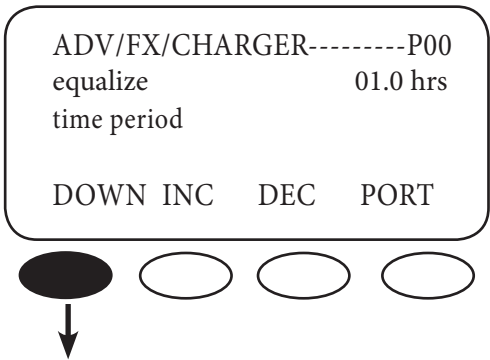 ADV/FX/CHARGER---------P00
equalize 01.0 hrs
time period
DOWN INC DEC PORT